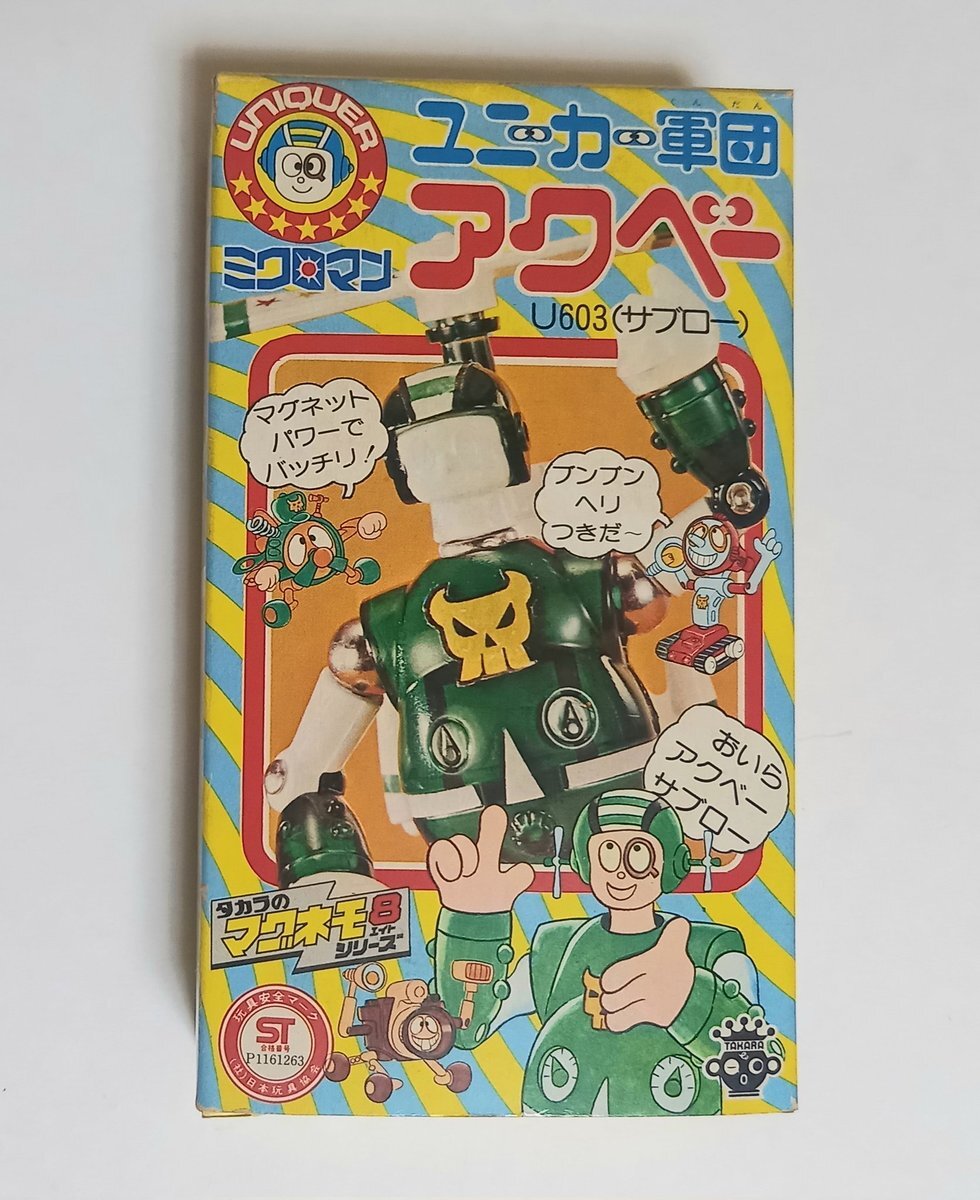 UNIQUER
ぐんだん
ユニカー軍団
アクベー
ミクロマン
U603(サブロー)
マグネット
パワーで
バッチリ!
ブンブン
ヘリ
つきだ〜
おいら
アクベー
サブロー
タカラの
マグネモ8
エイト
シリーズ
玩具安全マーク
ST
合格番号
P1161263
(社)日本玩具協会
TAKARA